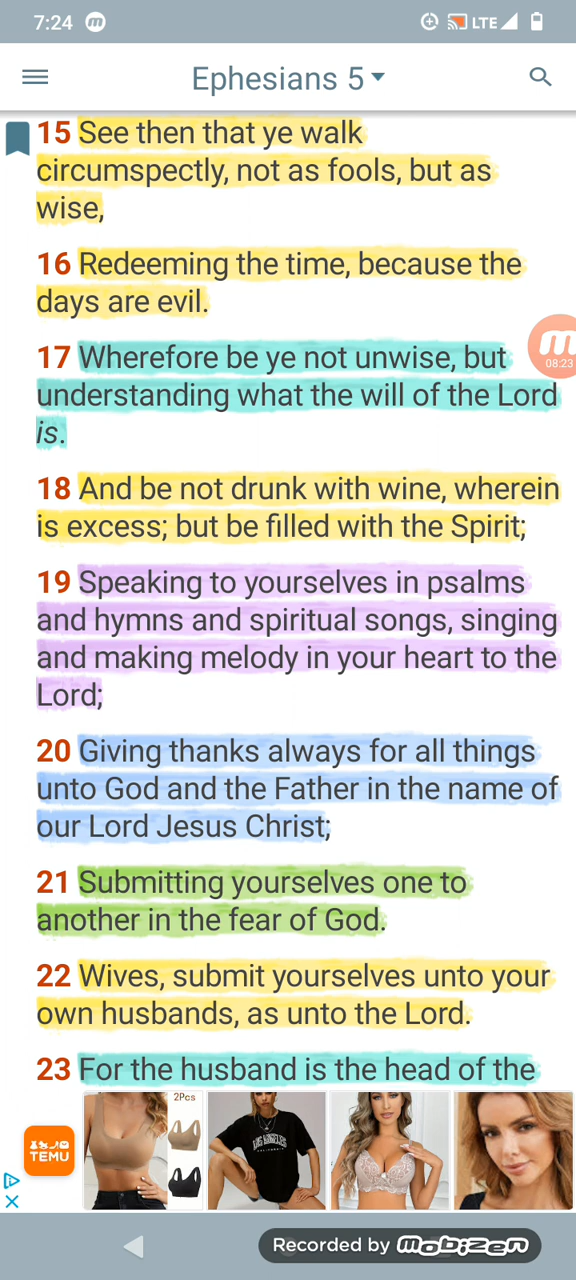 7:24 m LTE
Ephesians 5
15 See then that ye walk
circumspectly, not as fools, but as
wise,
16 Redeeming the time, because the
days are evil.
17 Wherefore be ye not unwise, but
understanding what the will of the Lord
is.
m
08:23
18 And be not drunk with wine, wherein
is excess; but be filled with the Spirit;
19 Speaking to yourselves in psalms
and hymns and spiritual songs, singing
and making melody in your heart to the
Lord;
20 Giving thanks always for all things
unto God and the Father in the name of
our Lord Jesus Christ;
21 Submitting yourselves one to
another in the fear of God.
22 Wives, submit yourselves unto your
own husbands, as unto the Lord.
23 For the husband is the head of the
2Pcs
LOS ANGELES
TEMU
Recorded by mobizen